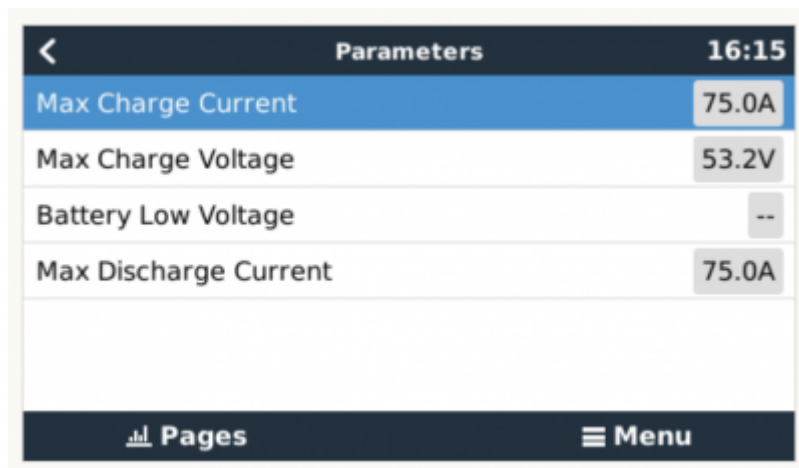 Parameters 16:15
Max Charge Current 75.0A
Max Charge Voltage 53.2V
Battery Low Voltage --
Max Discharge Current 75.0A
Pages Menu